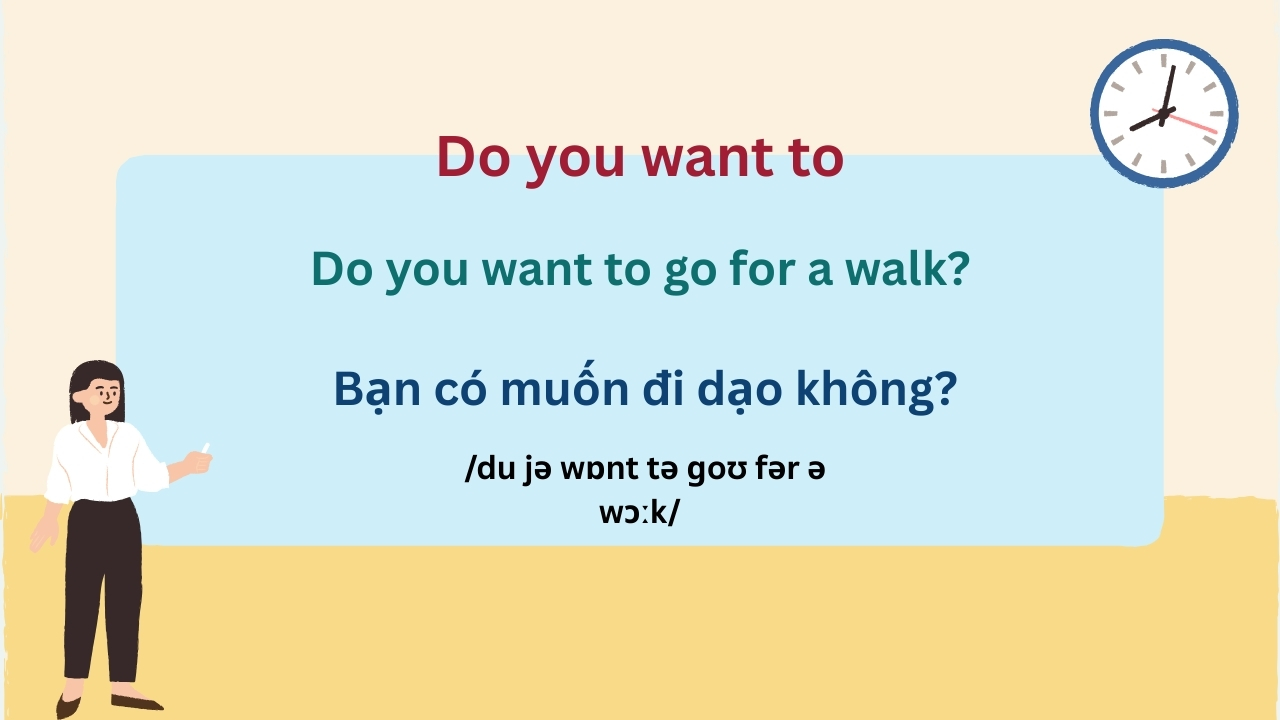 Do you want to
Do you want to go for a walk?
Bạn có muốn đi dạo không?
/du jə wɒnt tə goʊ fər ə
wɔːk/